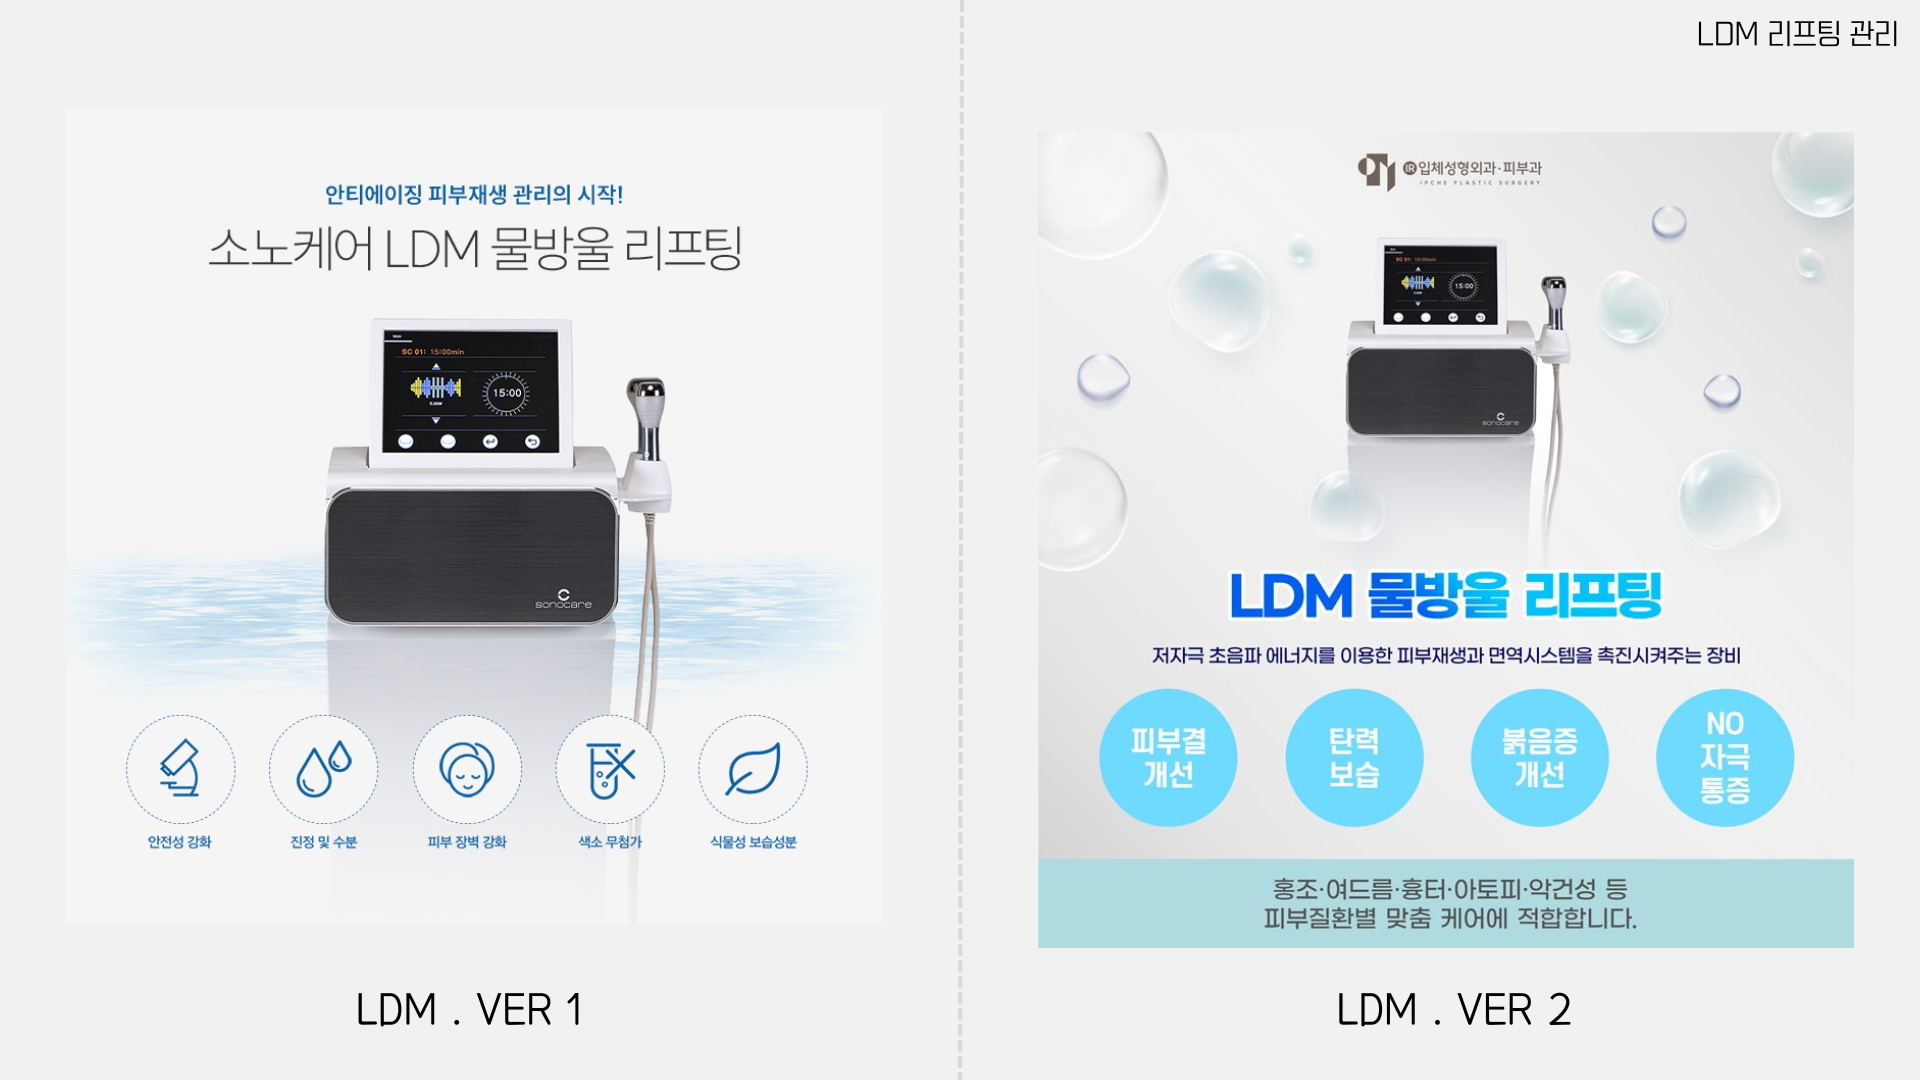 LDM 리프팅 관리
안티에이징 피부재생 관리의 시작!
소노케어 LDM 물방울 리프팅
SC 01: 15:00min
15:00
sonocare
안전성 강화
진정 및 수분
피부 장벽 강화
색소 무첨가
식물성 보습성분
LDM . VER 1
IR 입체성형외과·피부과
IPCHE PLASTIC SURGERY
SC 01: 15:00min
15:00
sonocare
LDM 물방울 리프팅
저자극 초음파 에너지를 이용한 피부재생과 면역시스템을 촉진시켜주는 장비
피부결
개선
탄력
보습
붉음증
개선
NO
자극
통증
홍조·여드름·흉터·아토피·악건성 등
피부질환별 맞춤 케어에 적합합니다.
LDM . VER 2